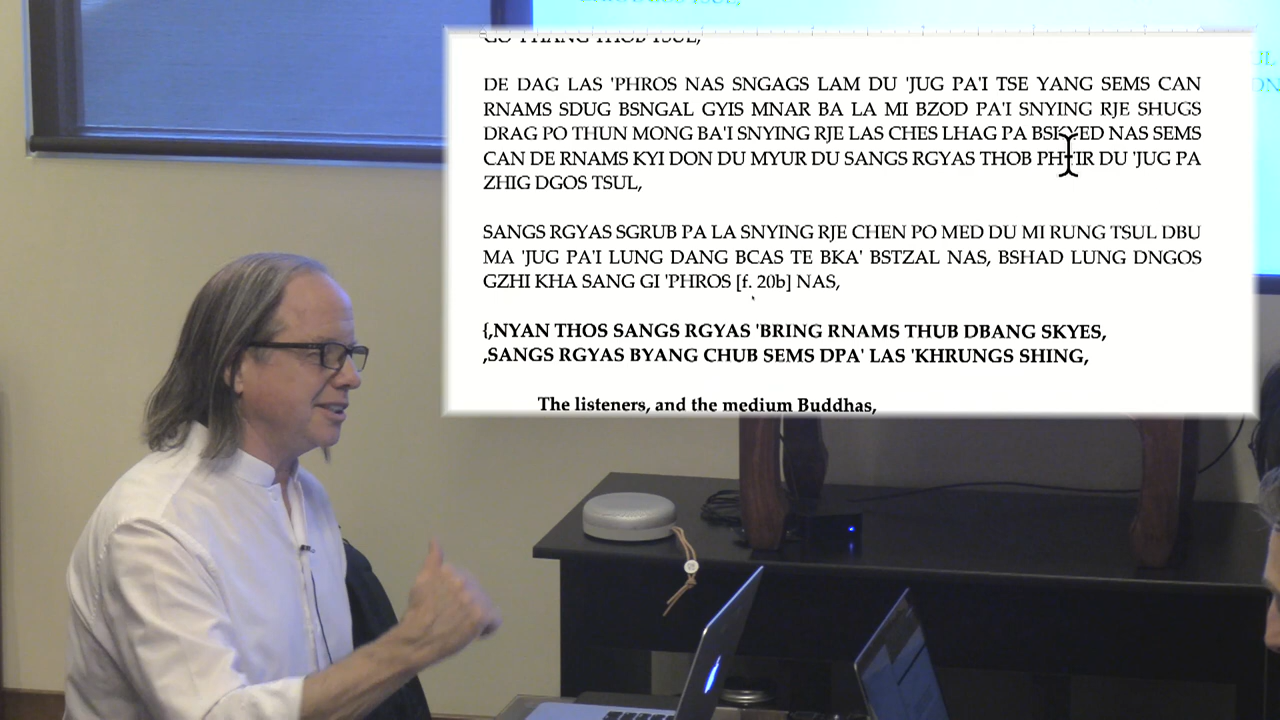 GO 'PHANG THOB TSUL,
DE DAG LAS 'PHROS NAS SNGAGS LAM DU 'JUG PA'I TSE YANG SEMS CAN
RNAMS SDUG BSNGAL GYIS MNAR BA LA MI BZOD PA'I SNYING RJE SHUGS
DRAG PO THUN MONG BA'I SNYING RJE LAS CHES LHAG PA BSKYED NAS SEMS
CAN DE RNAMS KYI DON DU MYUR DU SANGS RGYAS THOB PHYIR DU 'JUG PA
ZHIG DGOS TSUL,
SANGS RGYAS SGRUB PA LA SNYING RJE CHEN PO MED DU MI RUNG TSUL DBU
MA 'JUG PA'I LUNG DANG BCAS TE BKA' BSTZAL NAS, BSHAD LUNG DNGOS
GZHI KHA SANG GI 'PHROS [f. 20b] NAS,
{,NYAN THOS SANGS RGYAS 'BRING RNAMS THUB DBANG SKYES,
,SANGS RGYAS BYANG CHUB SEMS DPA' LAS 'KHRUNGS SHING,
The listeners, and the medium Buddhas,